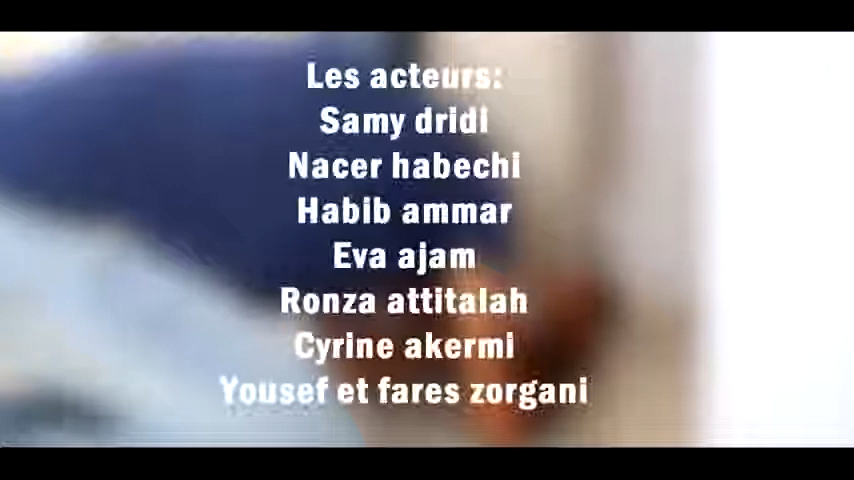 Les acteurs:
Samy dridi
Nacer habechi
Habib ammar
Eva ajam
Ronza attitalah
Cyrine akermi
Yousef et fares zorgani